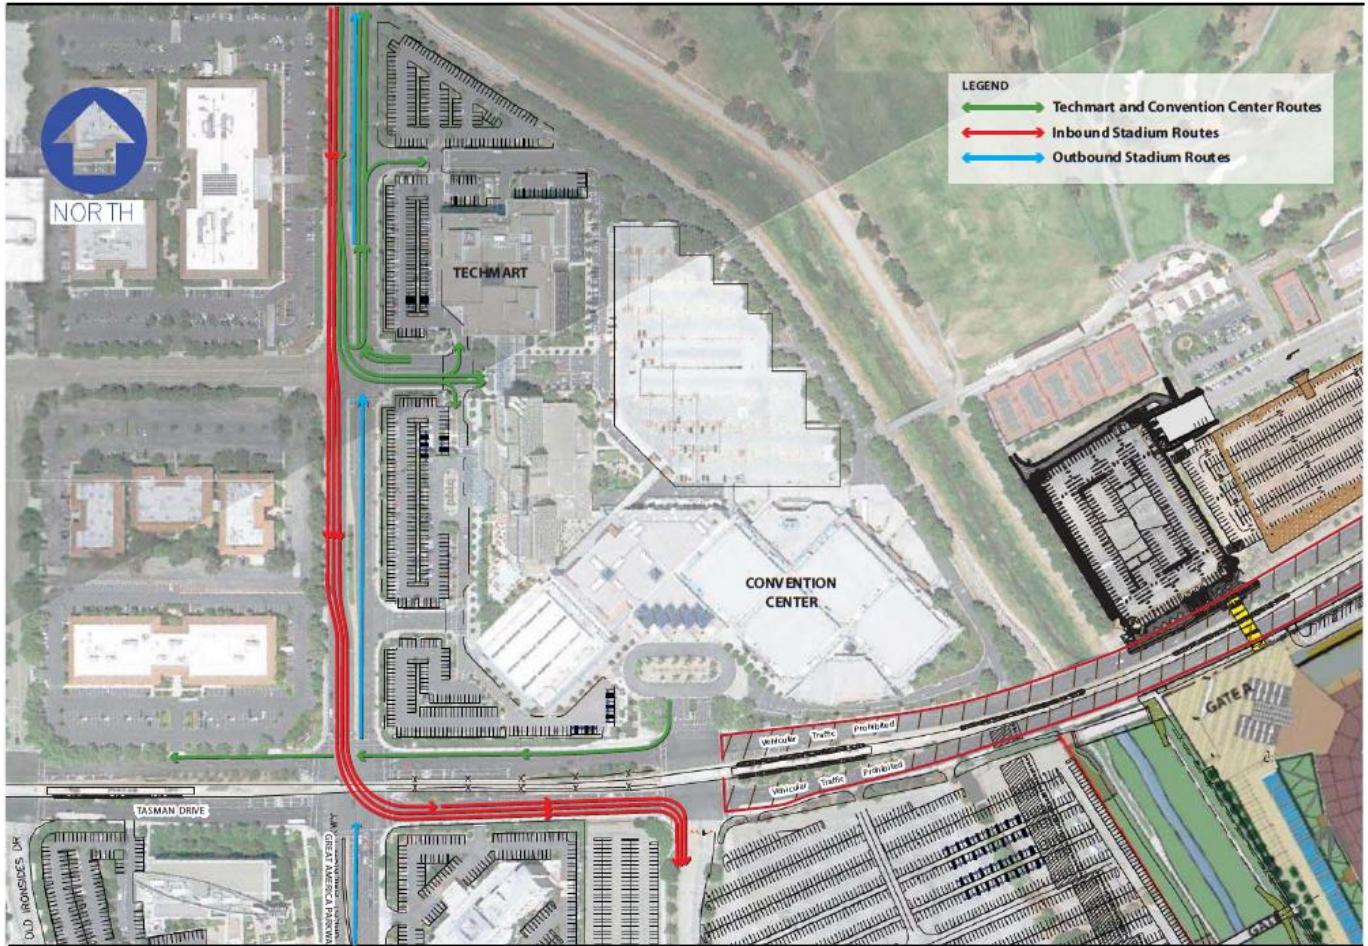 LEGEND
Techmart and Convention Center Routes
Inbound Stadium Routes
Outbound Stadium Routes
NORTH
TECHMART
CONVENTION
CENTER
GATE A
Vehicular Traffic Prohibited
Vehicular Traffic Prohibited
TASMAN DRIVE
OLD IRONSIDES DR
GREAT AMERICA PARKWAY
GATE